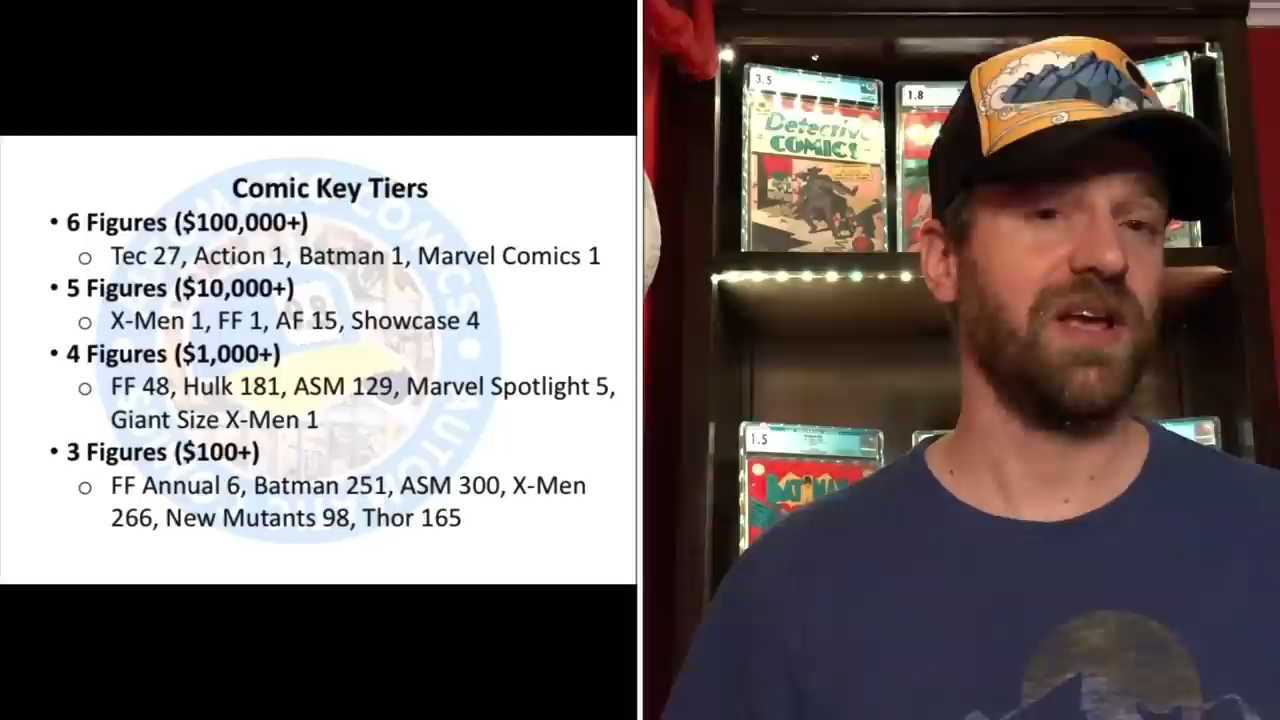 Comic Key Tiers
• 6 Figures ($100,000+)
o Tec 27, Action 1, Batman 1, Marvel Comics 1
• 5 Figures ($10,000+)
o X-Men 1, FF 1, AF 15, Showcase 4
• 4 Figures ($1,000+)
o FF 48, Hulk 181, ASM 129, Marvel Spotlight 5,
Giant Size X-Men 1
• 3 Figures ($100+)
o FF Annual 6, Batman 251, ASM 300, X-Men
266, New Mutants 98, Thor 165
3.5
Detective
COMICS
1.8
1.5
BATMAN